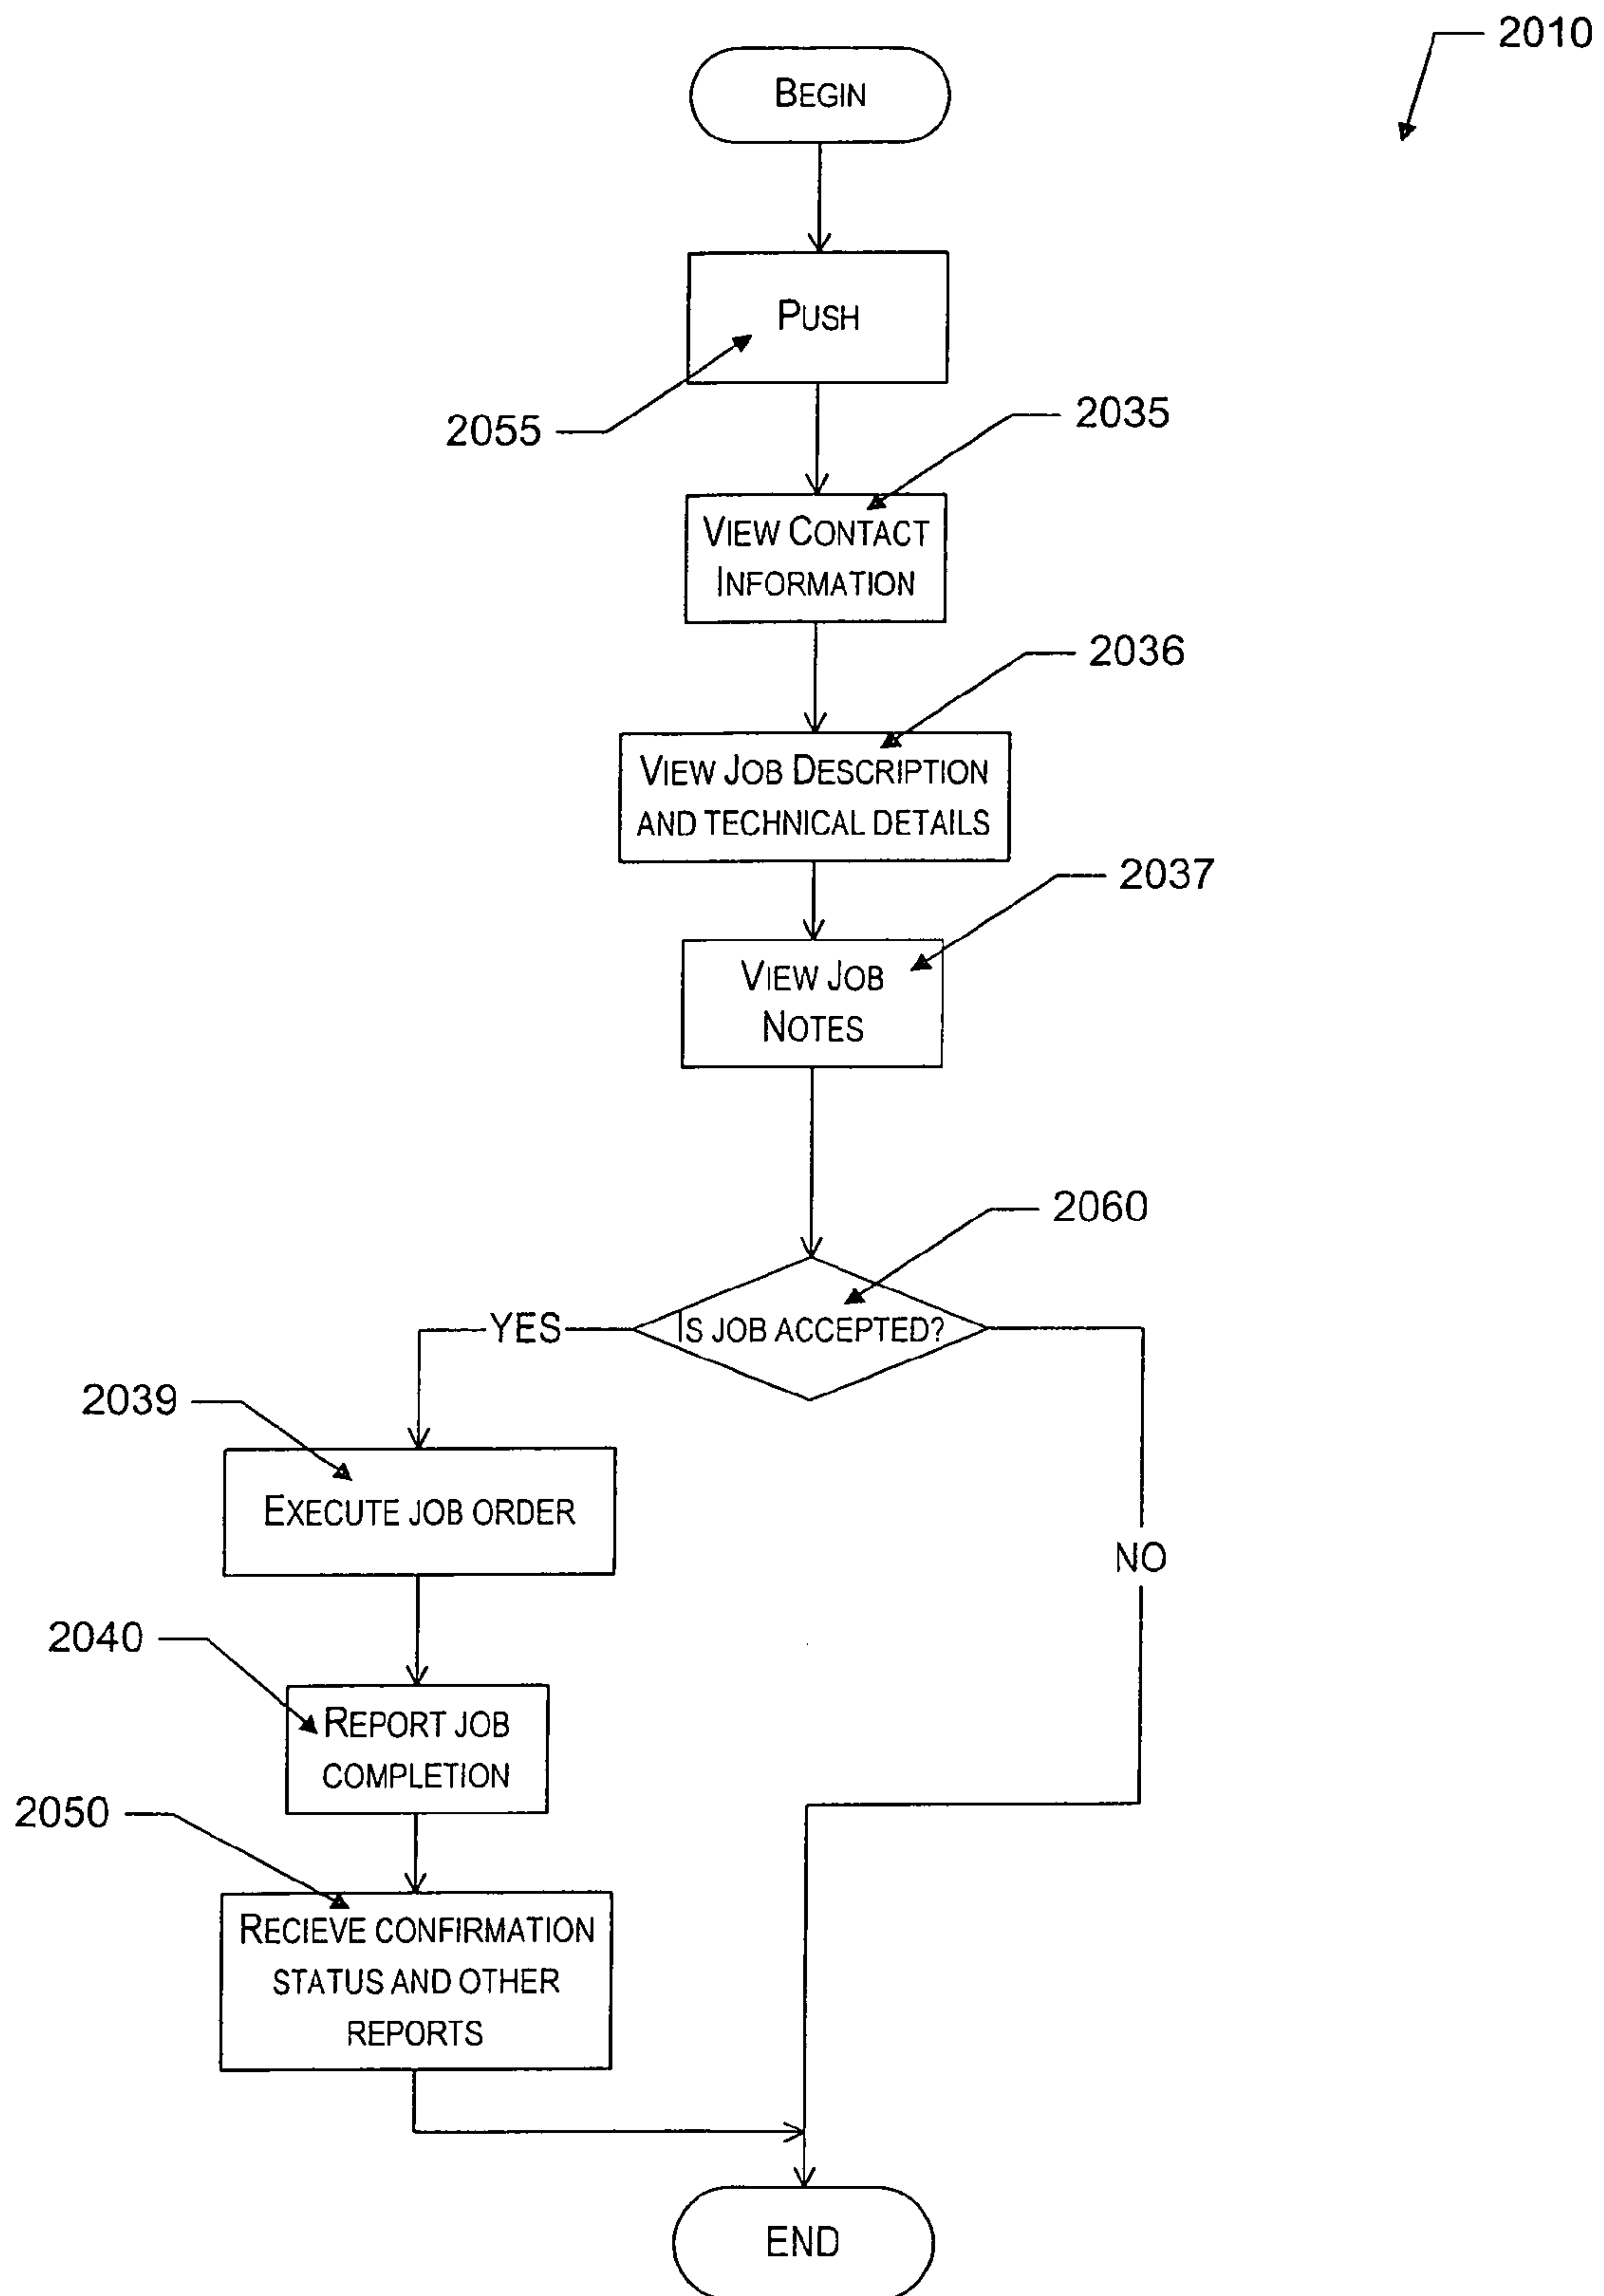 2010
BEGIN
PUSH
2055
2035
VIEW CONTACT
INFORMATION
2036
VIEW JOB DESCRIPTION
AND TECHNICAL DETAILS
2037
VIEW JOB
NOTES
2060
YES
IS JOB ACCEPTED?
2039
EXECUTE JOB ORDER
NO
2040
REPORT JOB
COMPLETION
2050
RECIEVE CONFIRMATION
STATUS AND OTHER
REPORTS
END